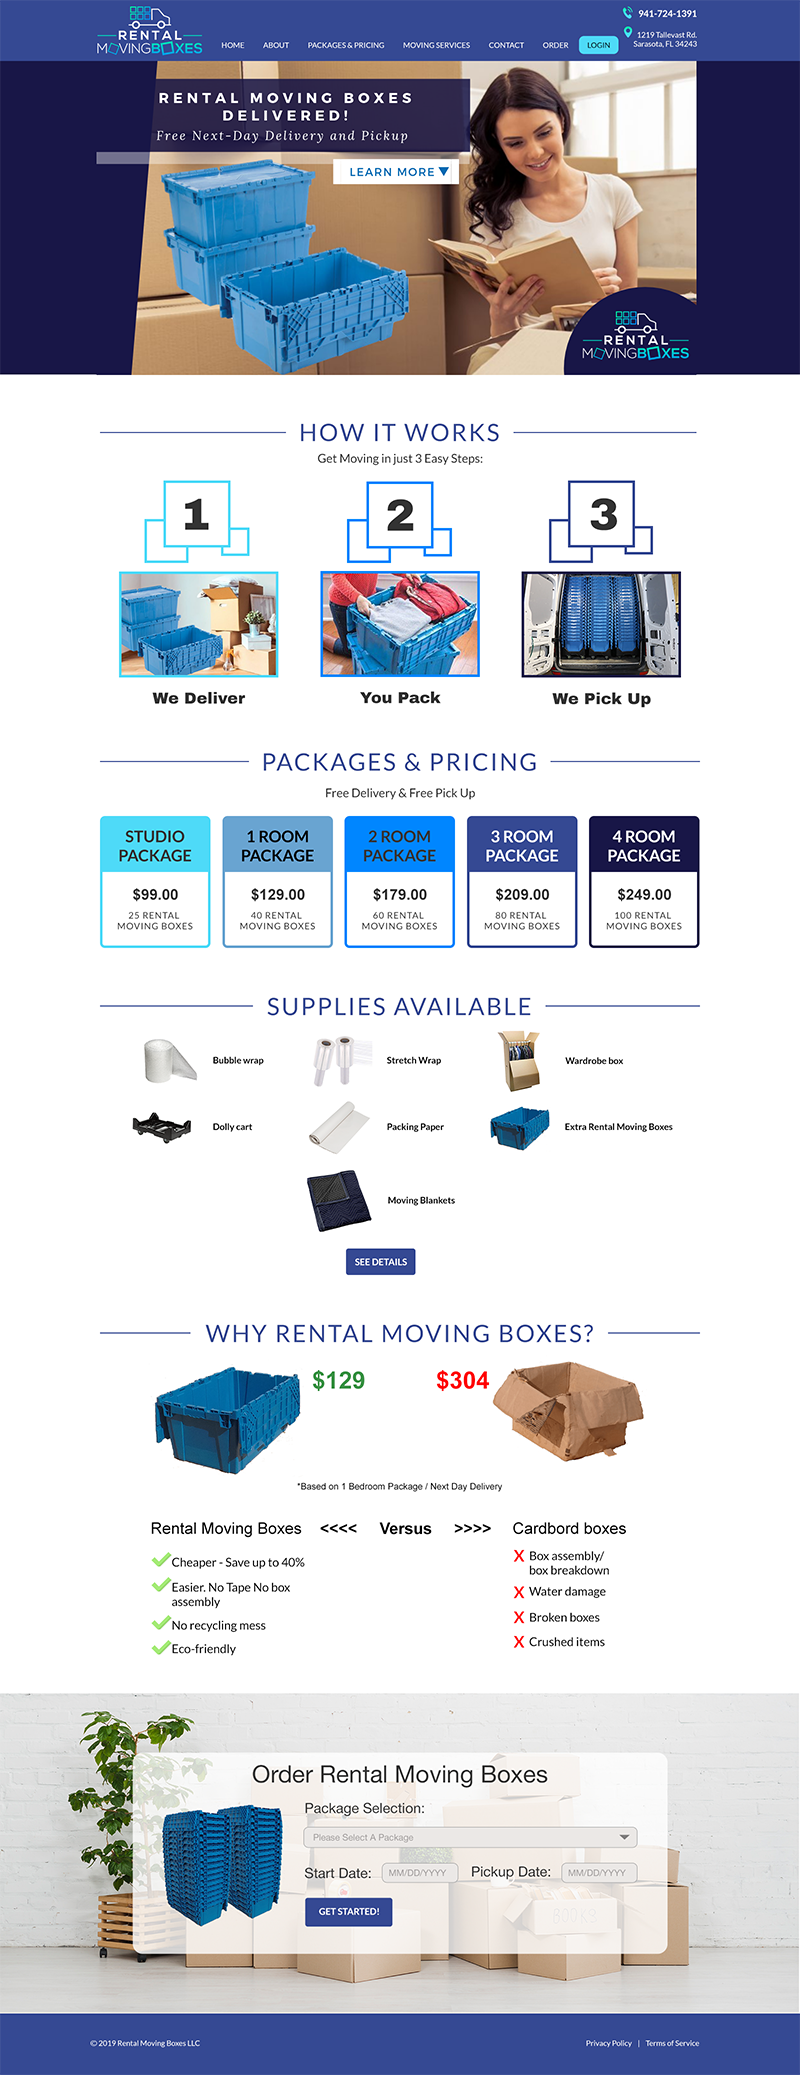 RENTAL
MOVINGBOXES
HOME
ABOUT
PACKAGES & PRICING
MOVING SERVICES
CONTACT
ORDER
LOGIN
941-724-1391
1219 Tallevast Rd.
Sarasota, FL 34243
RENTAL MOVING BOXES
DELIVERED!
Free Next-Day Delivery and Pickup
LEARN MORE
RENTAL
MOVINGBOXES
HOW IT WORKS
Get Moving in just 3 Easy Steps:
1
2
3
We Deliver
You Pack
We Pick Up
PACKAGES & PRICING
Free Delivery & Free Pick Up
STUDIO
PACKAGE
$99.00
25 RENTAL
MOVING BOXES
1 ROOM
PACKAGE
$129.00
40 RENTAL
MOVING BOXES
2 ROOM
PACKAGE
$179.00
60 RENTAL
MOVING BOXES
3 ROOM
PACKAGE
$209.00
80 RENTAL
MOVING BOXES
4 ROOM
PACKAGE
$249.00
100 RENTAL
MOVING BOXES
SUPPLIES AVAILABLE
Bubble wrap
Stretch Wrap
Wardrobe box
Dolly cart
Packing Paper
Extra Rental Moving Boxes
Moving Blankets
SEE DETAILS
WHY RENTAL MOVING BOXES?
$129
$304
*Based on 1 Bedroom Package / Next Day Delivery
Rental Moving Boxes <<<< Versus >>>> Cardbord boxes
Cheaper - Save up to 40%
Easier. No Tape No box
assembly
No recycling mess
Eco-friendly
X Box assembly/
box breakdown
X Water damage
X Broken boxes
X Crushed items
Order Rental Moving Boxes
Package Selection:
Please Select A Package
Start Date: MM/DD/YYYY Pickup Date: MM/DD/YYYY
GET STARTED!
BOOKS
© 2019 Rental Moving Boxes LLC
Privacy Policy | Terms of Service